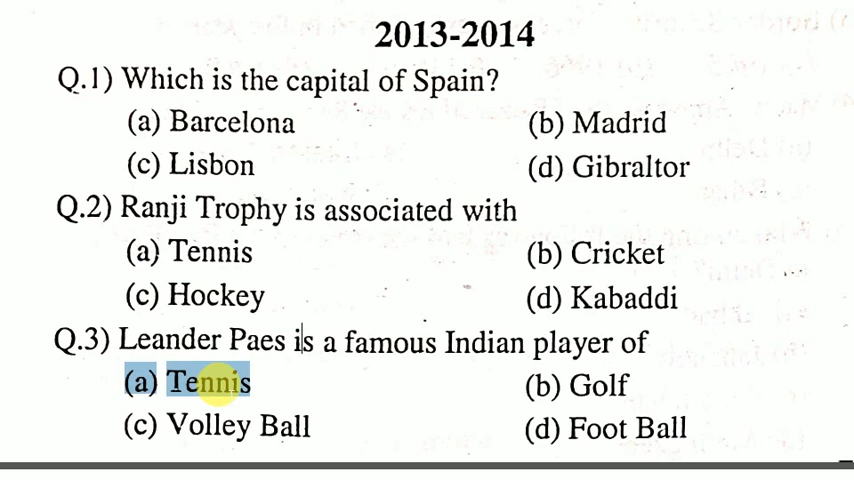 2013-2014
Q.1) Which is the capital of Spain?
(a) Barcelona (b) Madrid
(c) Lisbon (d) Gibraltor
Q.2) Ranji Trophy is associated with
(a) Tennis (b) Cricket
(c) Hockey (d) Kabaddi
Q.3) Leander Paes is a famous Indian player of
(a) Tennis (b) Golf
(c) Volley Ball (d) Foot Ball